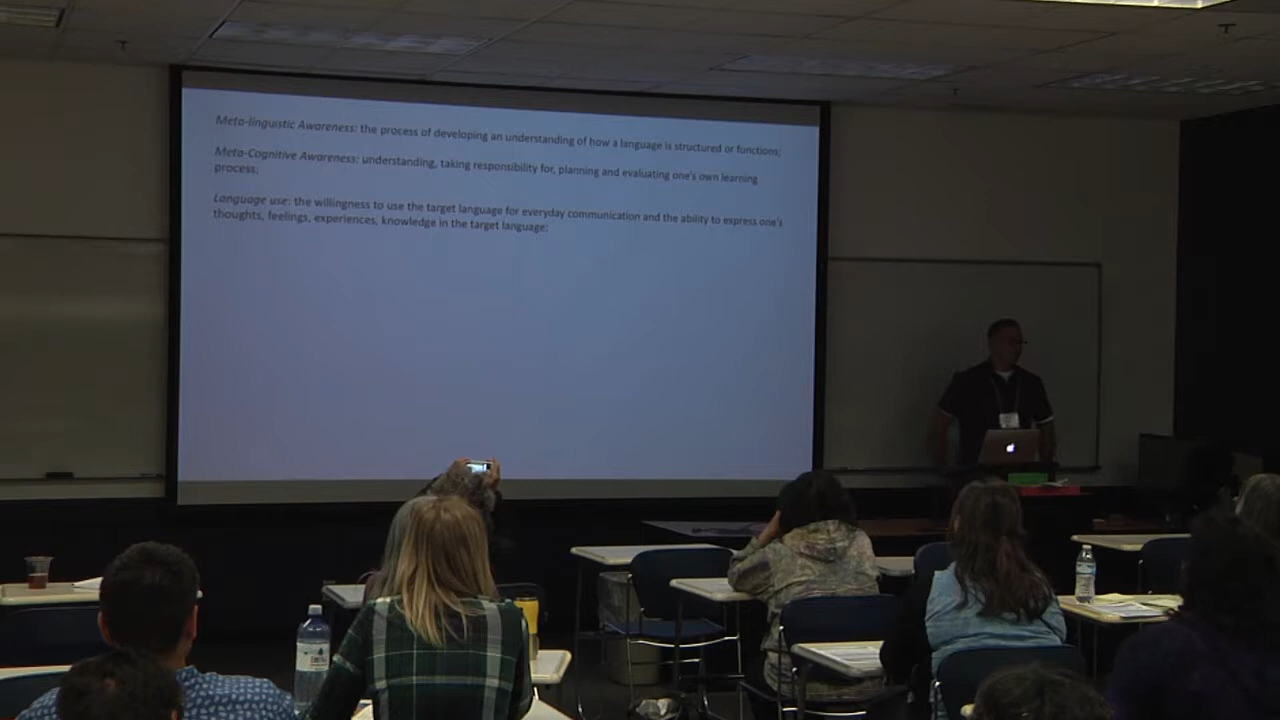 Meta-linguistic Awareness: the process of developing an understanding of how a language is structured or functions;
Meta-Cognitive Awareness: understanding, taking responsibility for, planning and evaluating one's own learning
process;
Language use: the willingness to use the target language for everyday communication and the ability to express one's
thoughts, feelings, experiences, knowledge in the target language;